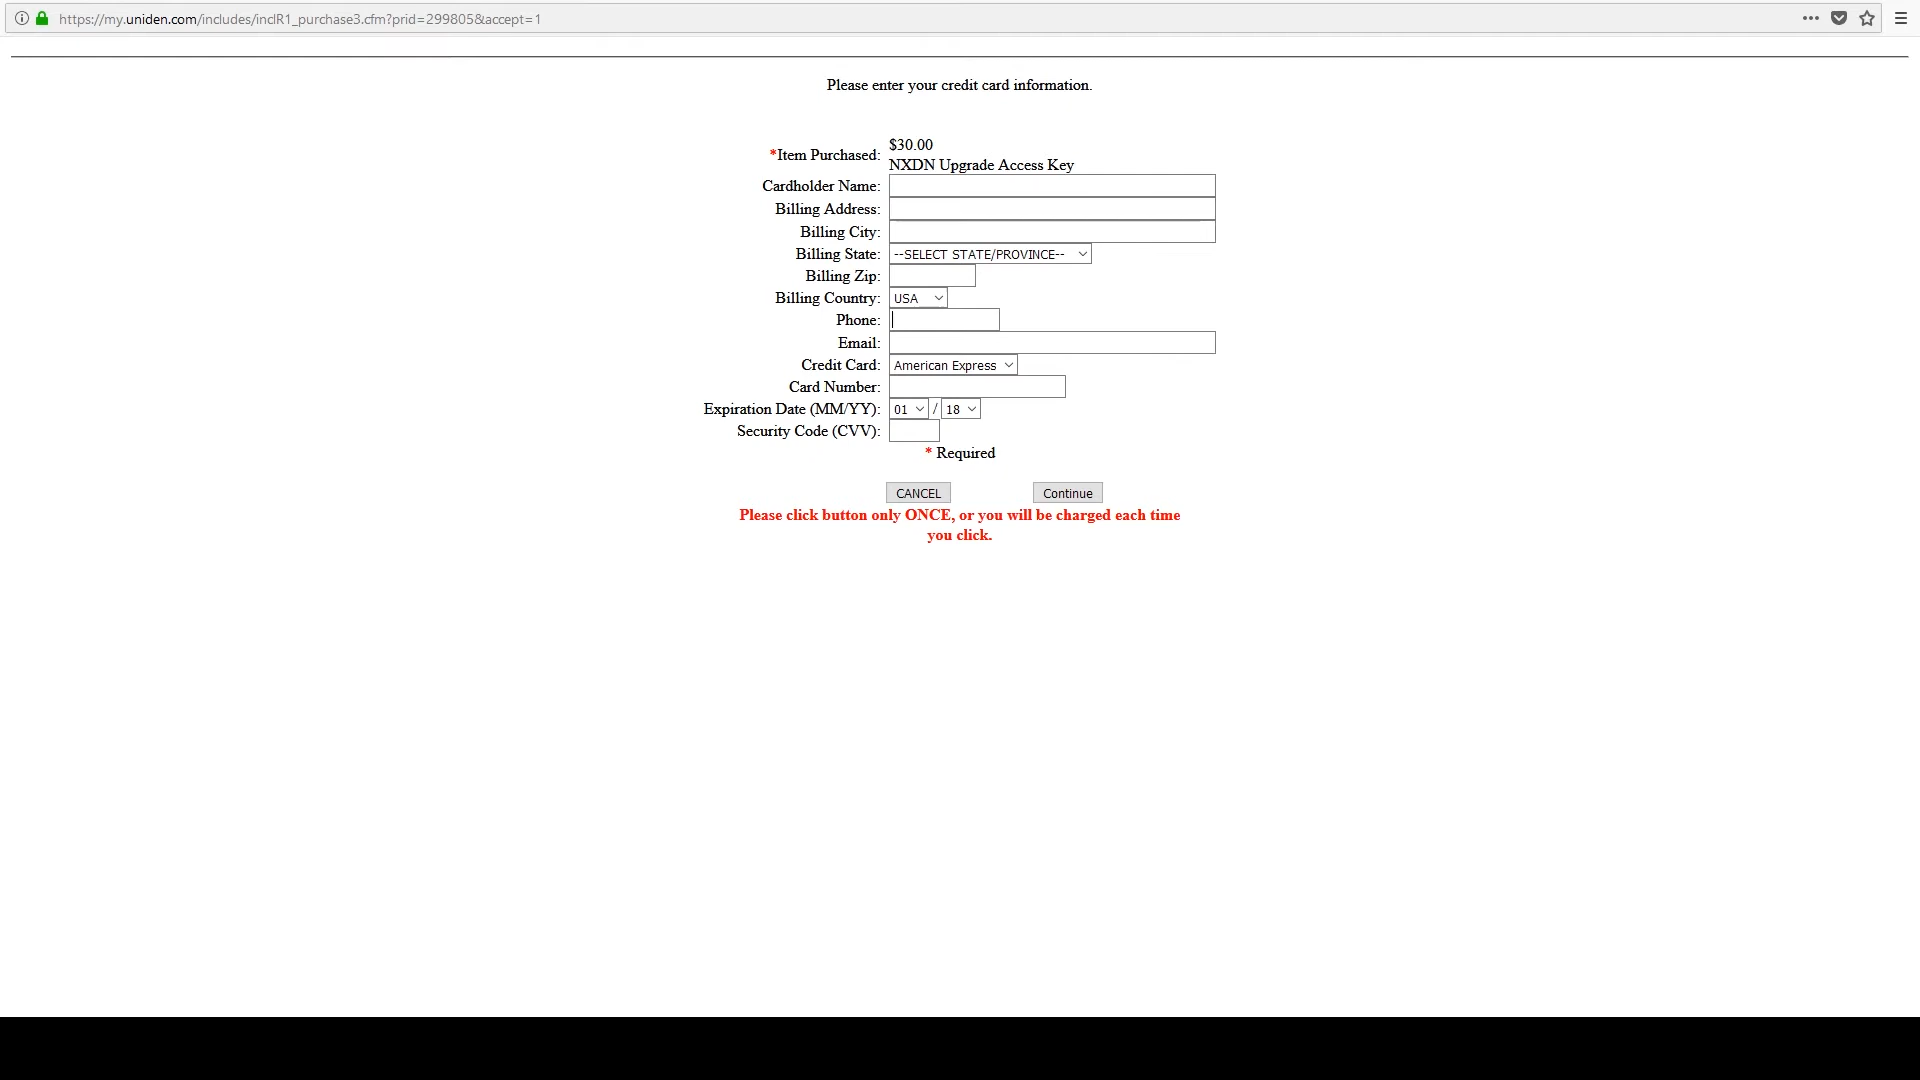 https://my.uniden.com/includes/inclR1_purchase3.cfm?prid=299805&accept=1
Please enter your credit card information.
*Item Purchased: $30.00
NXDN Upgrade Access Key
Cardholder Name:
Billing Address:
Billing City:
Billing State: --SELECT STATE/PROVINCE--
Billing Zip:
Billing Country: USA
Phone:
Email:
Credit Card: American Express
Card Number:
Expiration Date (MM/YY): 01 / 18
Security Code (CVV):
* Required
CANCEL Continue
Please click button only ONCE, or you will be charged each time
you click.